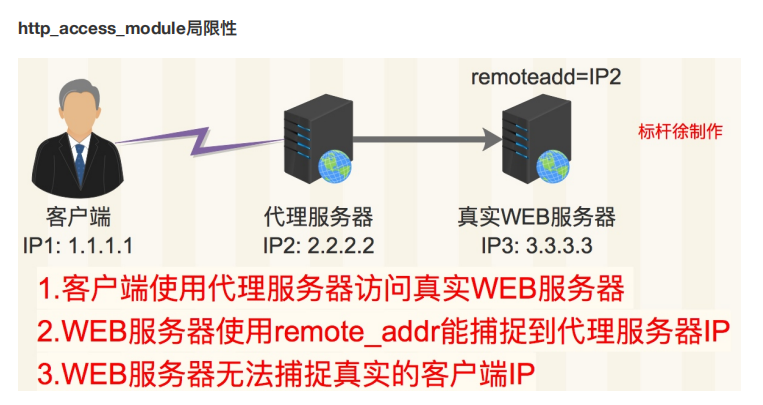 http_access_module局限性
remoteadd=IP2
标杆徐制作
客户端
代理服务器
真实WEB服务器
IP1: 1.1.1.1
IP2: 2.2.2.2
IP3: 3.3.3.3
1.客户端使用代理服务器访问真实WEB服务器
2.WEB服务器使用remote_addr能捕捉到代理服务器IP
3.WEB服务器无法捕捉真实的客户端IP